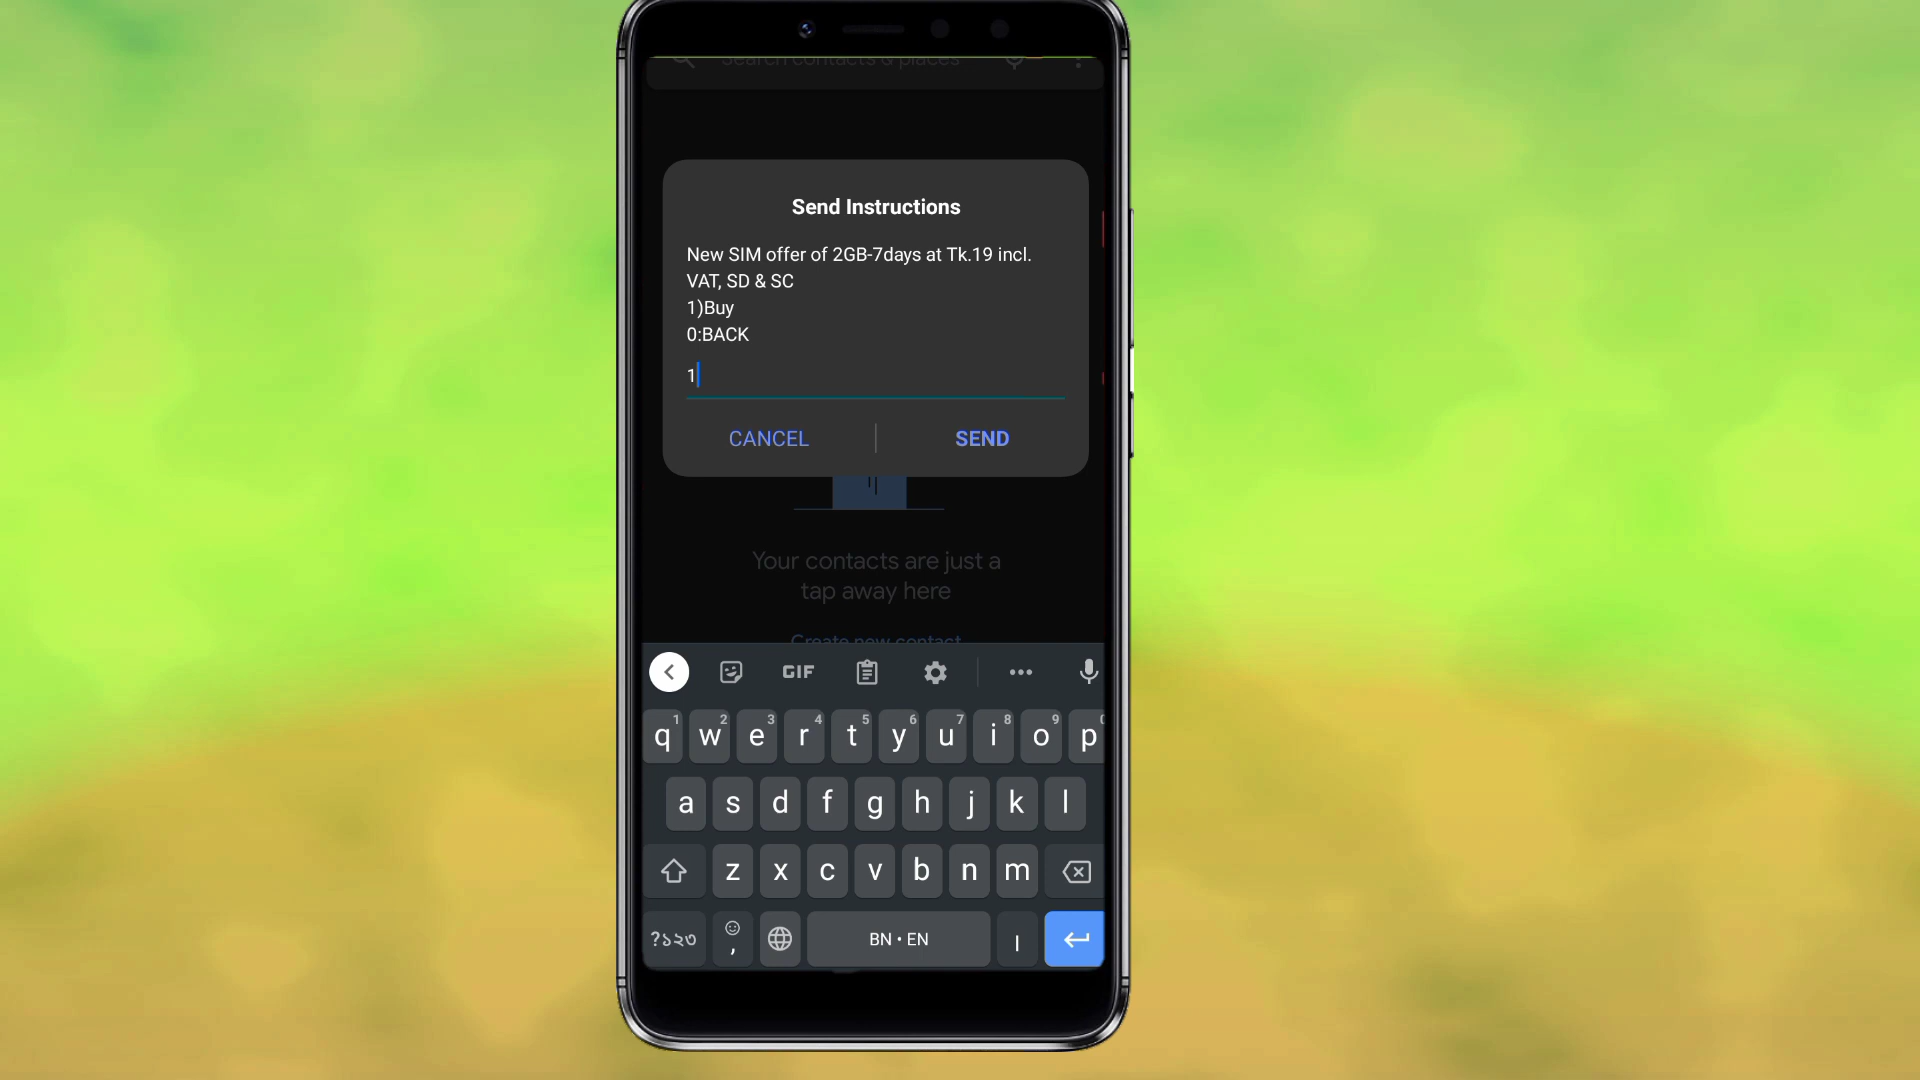 Search contacts & places
Send Instructions
New SIM offer of 2GB-7days at Tk.19 incl.
VAT, SD & SC
1)Buy
0:BACK
1
CANCEL SEND
Your contacts are just a
tap away here
Create new contact
GIF
1 2 3 4 5 6 7 8 9 0
q w e r t y u i o p
a s d f g h j k l
z x c v b n m
?১২৩ , BN • EN ।